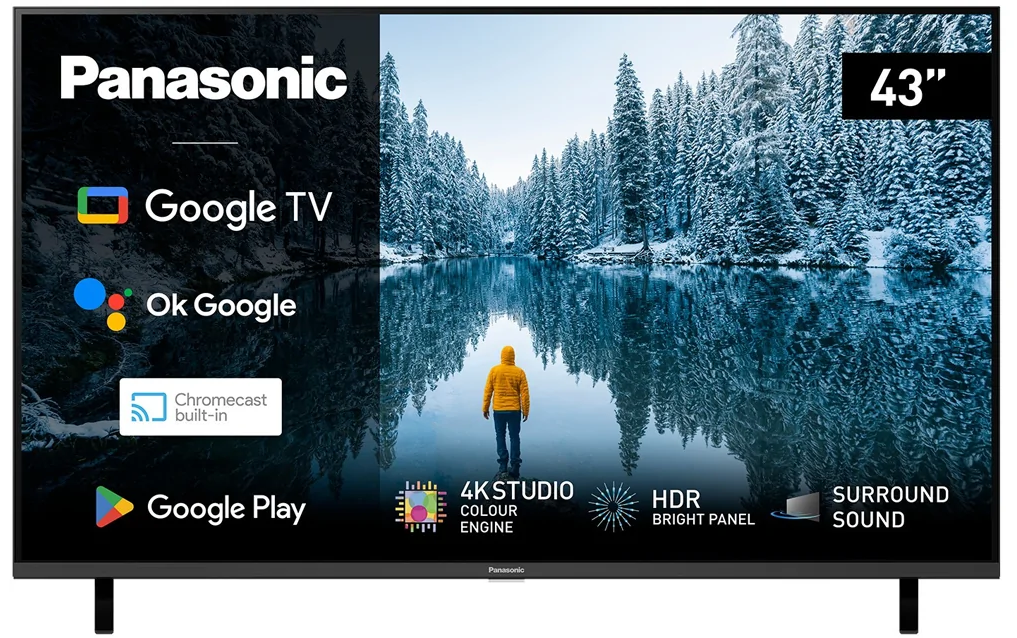 Panasonic
43”
Google TV
Ok Google
Chromecast
built-in
Google Play
4K STUDIO
COLOUR
ENGINE
HDR
BRIGHT PANEL
SURROUND
SOUND
Panasonic